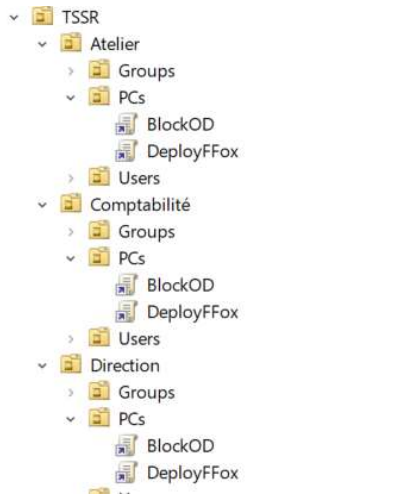 TSSR
Atelier
Groups
PCs
BlockOD
DeployFFox
Users
Comptabilité
Groups
PCs
BlockOD
DeployFFox
Users
Direction
Groups
PCs
BlockOD
DeployFFox